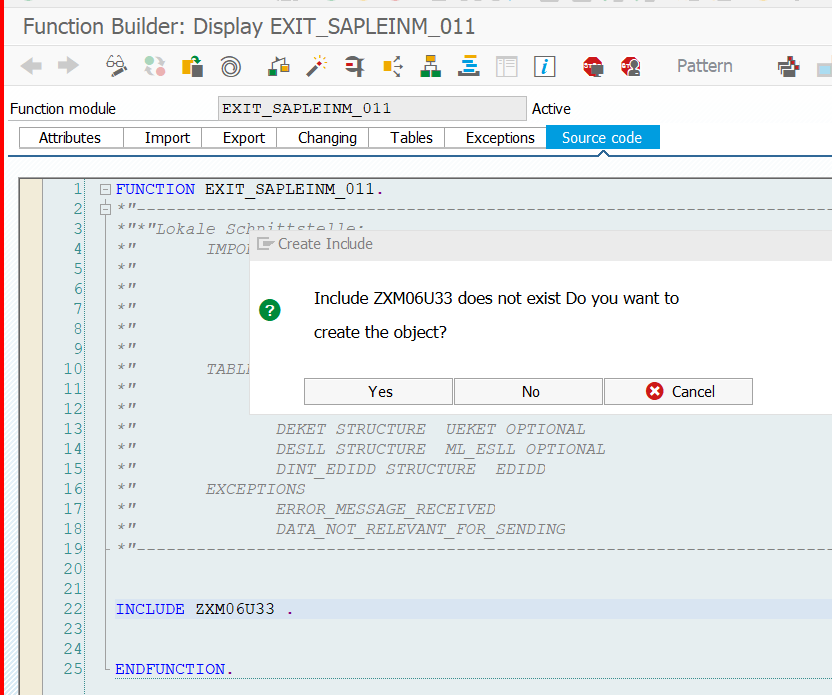 Function Builder: Display EXIT_SAPLEINM_011
Pattern
Function module EXIT_SAPLEINM_011 Active
Attributes Import Export Changing Tables Exceptions Source code
1 FUNCTION EXIT_SAPLEINM_011.
2 *"----------------------------------------------------------------------
3 *"*"Lokale Schnittstelle:
4 *" IMPO
5 *"
6 *"
7 *"
8 *"
9 *"
10 *" TABL
11 *"
12 *"
13 *" DEKET STRUCTURE UEKET OPTIONAL
14 *" DESLL STRUCTURE ML_ESLL OPTIONAL
15 *" DINT_EDIDD STRUCTURE EDIDD
16 *" EXCEPTIONS
17 *" ERROR_MESSAGE_RECEIVED
18 *" DATA_NOT_RELEVANT_FOR_SENDING
19 *"----------------------------------------------------------------------
20
21
22 INCLUDE ZXM06U33 .
23
24
25 ENDFUNCTION.
Create Include
Include ZXM06U33 does not exist Do you want to
create the object?
Yes No Cancel